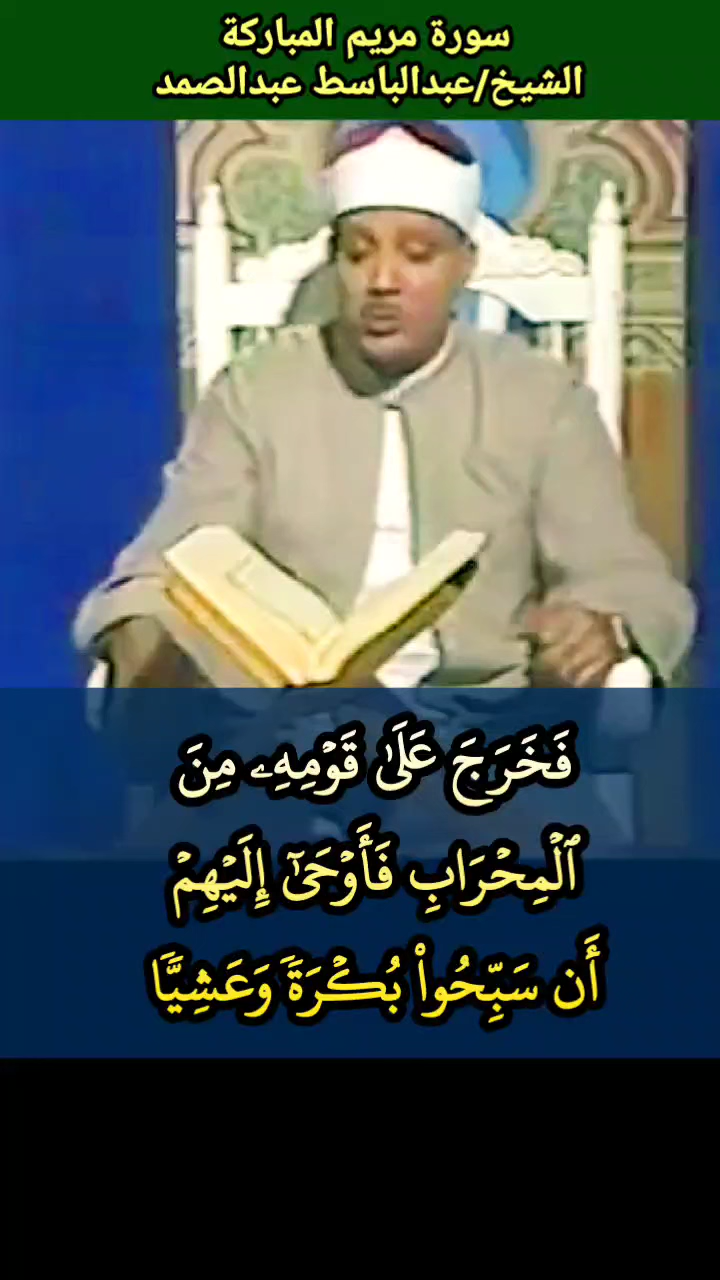 سورة مريم المباركة
الشيخ/عبدالباسط عبدالصمد
فَخَرَجَ عَلَىٰ قَوْمِهِۦ مِنَ
ٱلْمِحْرَابِ فَأَوْحَىٰٓ إِلَيْهِمْ
أَن سَبِّحُوا۟ بُكْرَةًۭ وَعَشِيًّۭا